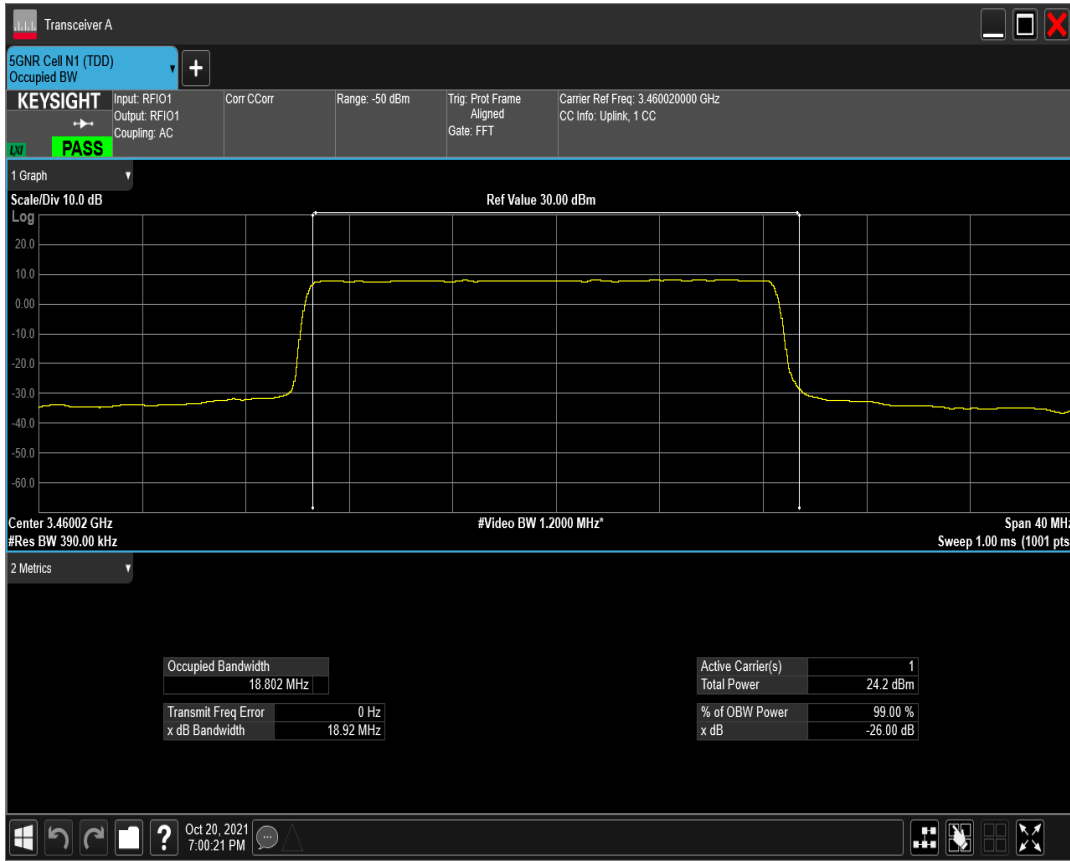 Transceiver A
5GNR Cell N1 (TDD)
Occupied BW
KEYSIGHT
LXI
PASS
Input: RFIO1
Output: RFIO1
Coupling: AC
Corr CCorr
Range: -50 dBm
Trig: Prot Frame
Aligned
Gate: FFT
Carrier Ref Freq: 3.460020000 GHz
CC Info: Uplink, 1 CC
1 Graph
Scale/Div 10.0 dB
Ref Value 30.00 dBm
Log
20.0
10.0
0.00
-10.0
-20.0
-30.0
-40.0
-50.0
-60.0
Center 3.46002 GHz
#Video BW 1.2000 MHz*
Span 40 MHz
#Res BW 390.00 kHz
Sweep 1.00 ms (1001 pts
2 Metrics
Occupied Bandwidth
18.802 MHz
Transmit Freq Error 0 Hz
x dB Bandwidth 18.92 MHz
Active Carrier(s) 1
Total Power 24.2 dBm
% of OBW Power 99.00 %
x dB -26.00 dB
?
Oct 20, 2021
7:00:21 PM